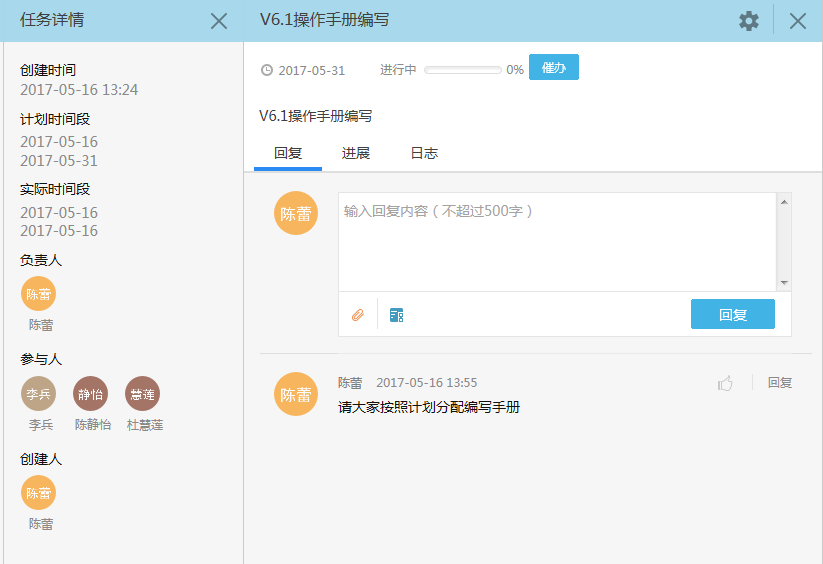 任务详情
创建时间
2017-05-16 13:24
计划时间段
2017-05-16
2017-05-31
实际时间段
2017-05-16
2017-05-16
负责人
陈蕾
陈蕾
参与人
李兵 静怡 慧莲
李兵 陈静怡 杜慧莲
创建人
陈蕾
陈蕾
V6.1操作手册编写
2017-05-31 进行中 0% 催办
V6.1操作手册编写
回复 进展 日志
陈蕾 输入回复内容（不超过500字）
回复
陈蕾 陈蕾 2017-05-16 13:55 回复
请大家按照计划分配编写手册